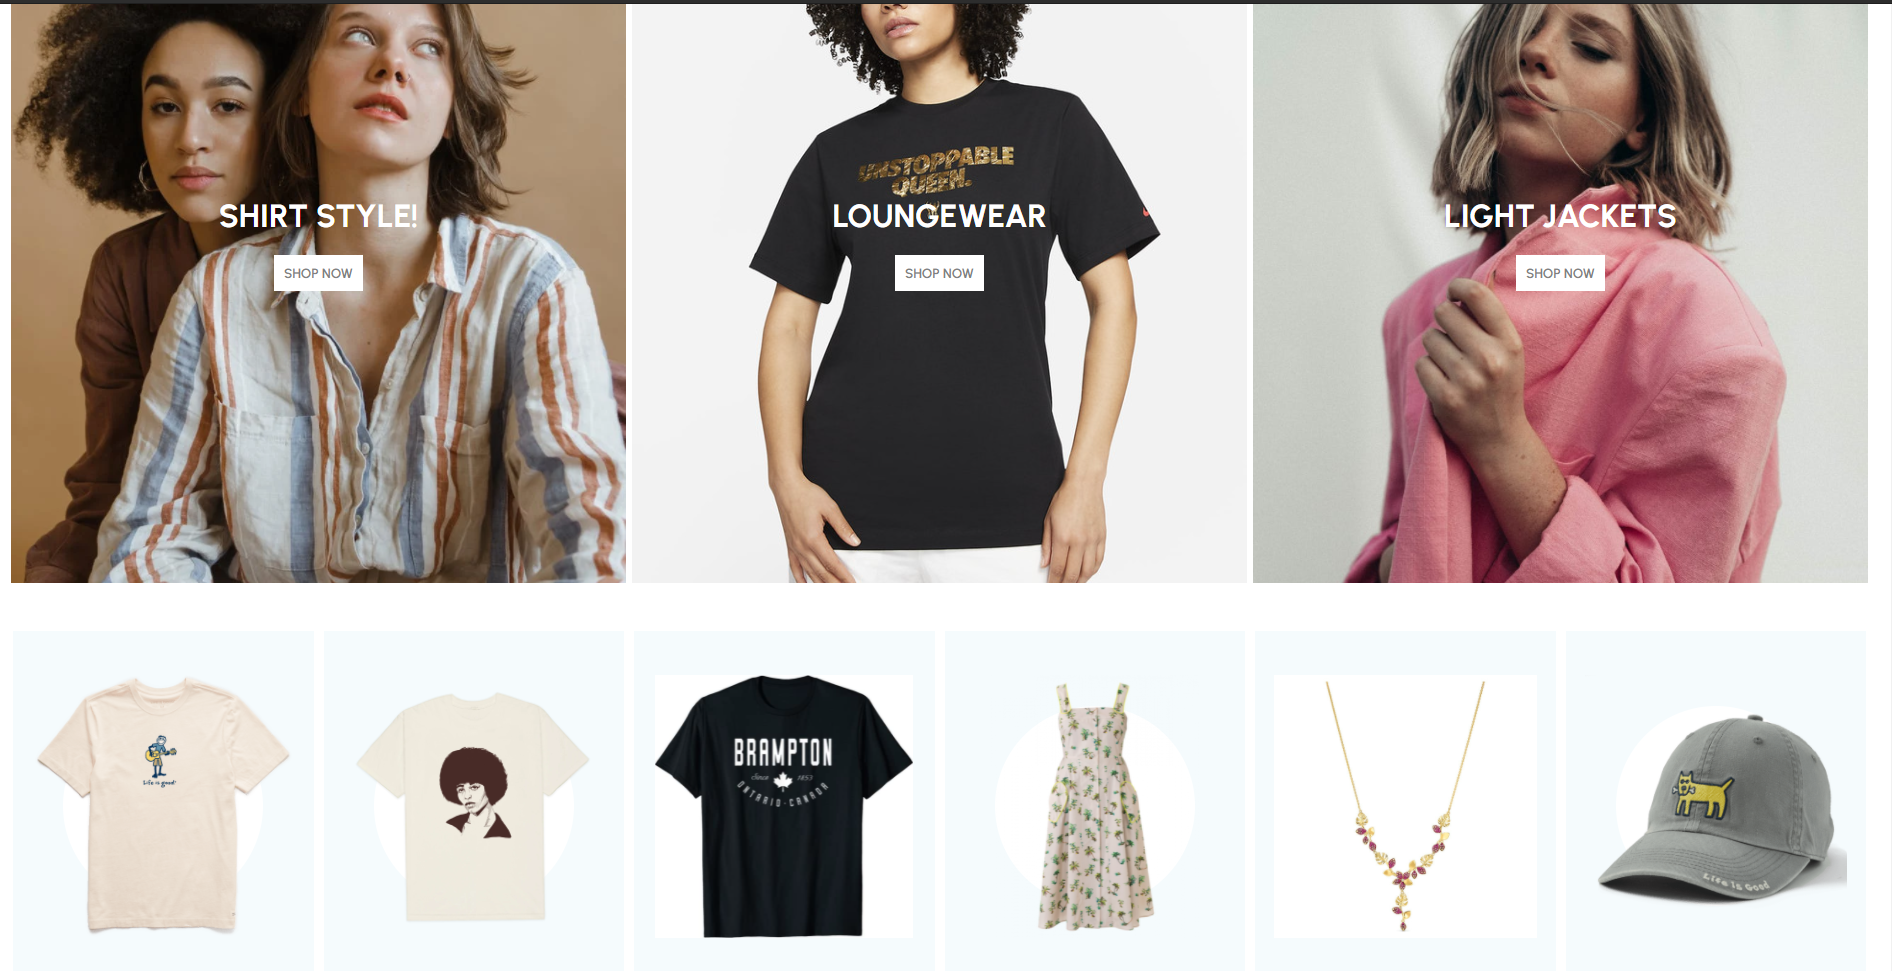 UNSTOPPABLE
QUEEN.
SHIRT STYLE!
LOUNGEWEAR
LIGHT JACKETS
SHOP NOW
SHOP NOW
SHOP NOW
Life is good
BRAMPTON
Since 1853
ONTARIO·CANADA
Life is Good